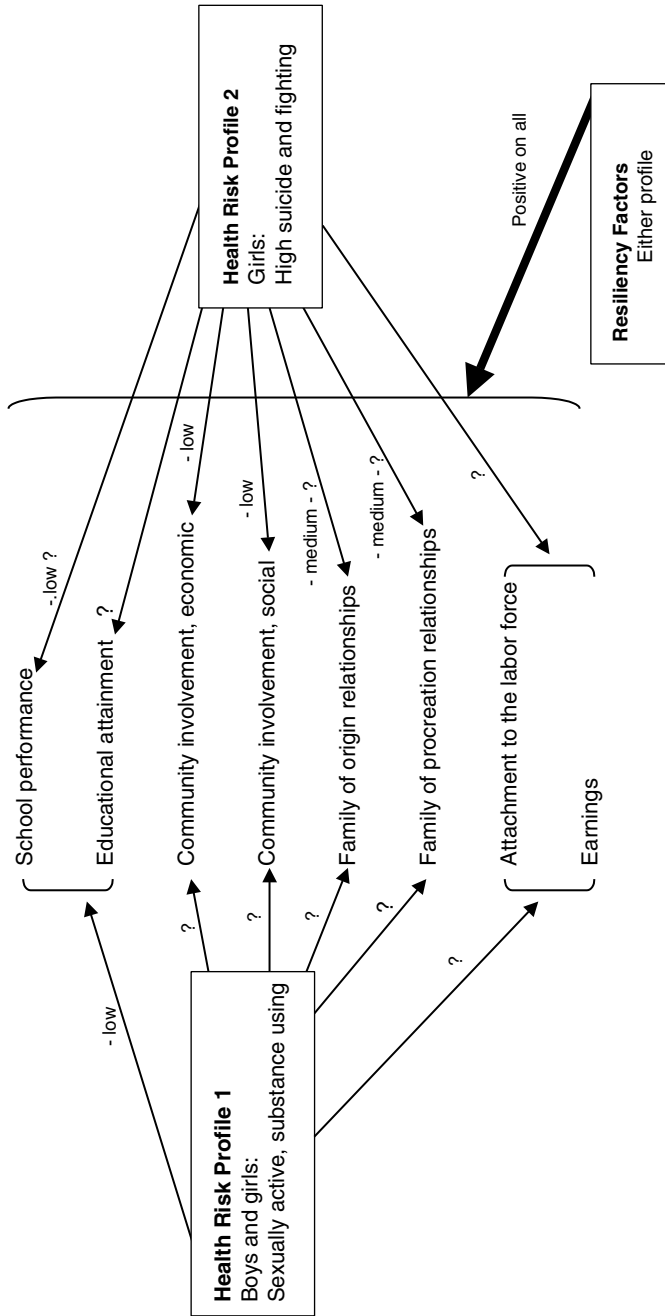 Health Risk Profile 1
Boys and girls:
Sexually active, substance using
- low
?
?
?
?
?
School performance
Educational attainment
Community involvement, economic
Community involvement, social
Family of origin relationships
Family of procreation relationships
Attachment to the labor force
Earnings
-.low ?
?
- low
- low
- medium - ?
- medium - ?
?
Health Risk Profile 2
Girls:
High suicide and fighting
Positive on all
Resiliency Factors
Either profile